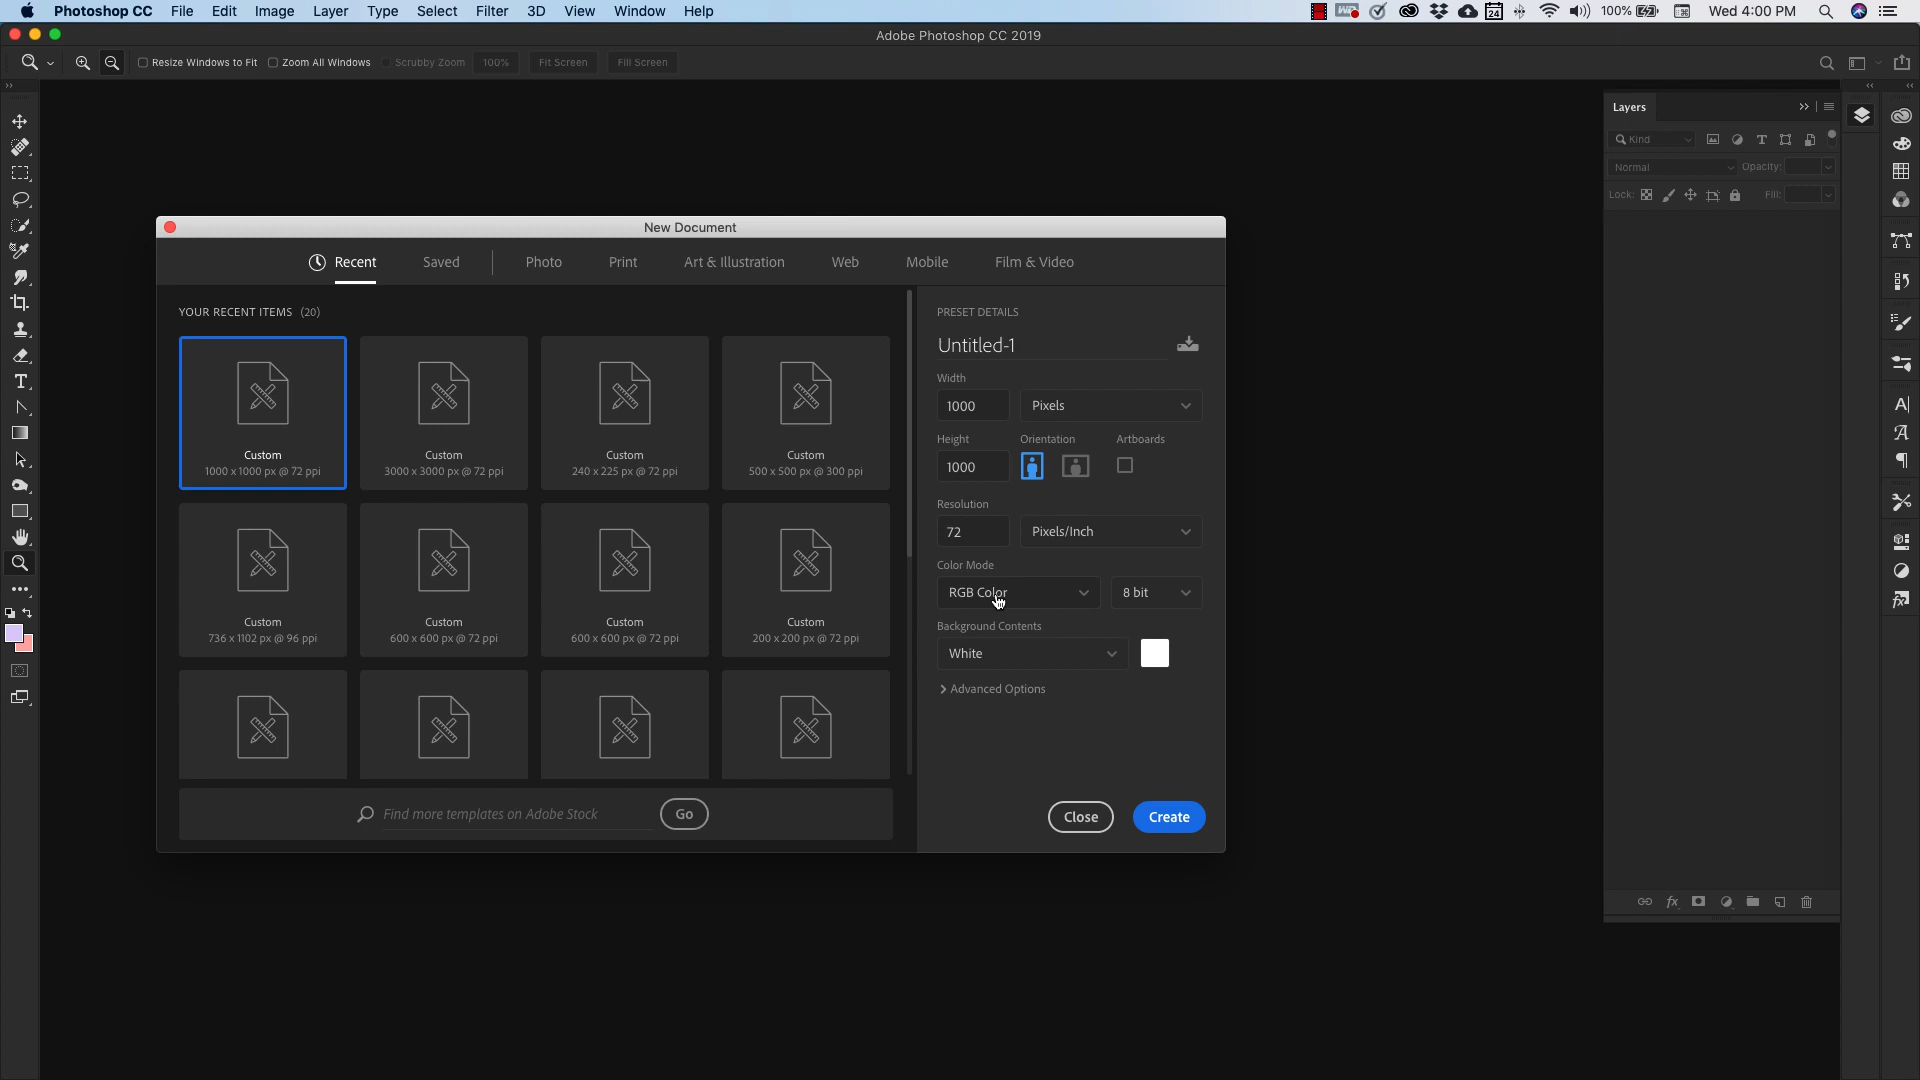 Photoshop CC File Edit Image Layer Type Select Filter 3D View Window Help 24 100% Wed 4:00 PM
Adobe Photoshop CC 2019
Resize Windows to Fit Zoom All Windows Scrubby Zoom 100% Fit Screen Fill Screen
Layers
Kind
Normal Opacity:
Lock: Fill:
New Document
Recent Saved Photo Print Art & Illustration Web Mobile Film & Video
YOUR RECENT ITEMS (20)
Custom
1000 x 1000 px @ 72 ppi
Custom
3000 x 3000 px @ 72 ppi
Custom
240 x 225 px @ 72 ppi
Custom
500 x 500 px @ 300 ppi
Custom
736 x 1102 px @ 96 ppi
Custom
600 x 600 px @ 72 ppi
Custom
600 x 600 px @ 72 ppi
Custom
200 x 200 px @ 72 ppi
Find more templates on Adobe Stock Go
PRESET DETAILS
Untitled-1
Width
1000 Pixels
Height Orientation Artboards
1000
Resolution
72 Pixels/Inch
Color Mode
RGB Color 8 bit
Background Contents
White
Advanced Options
Close Create